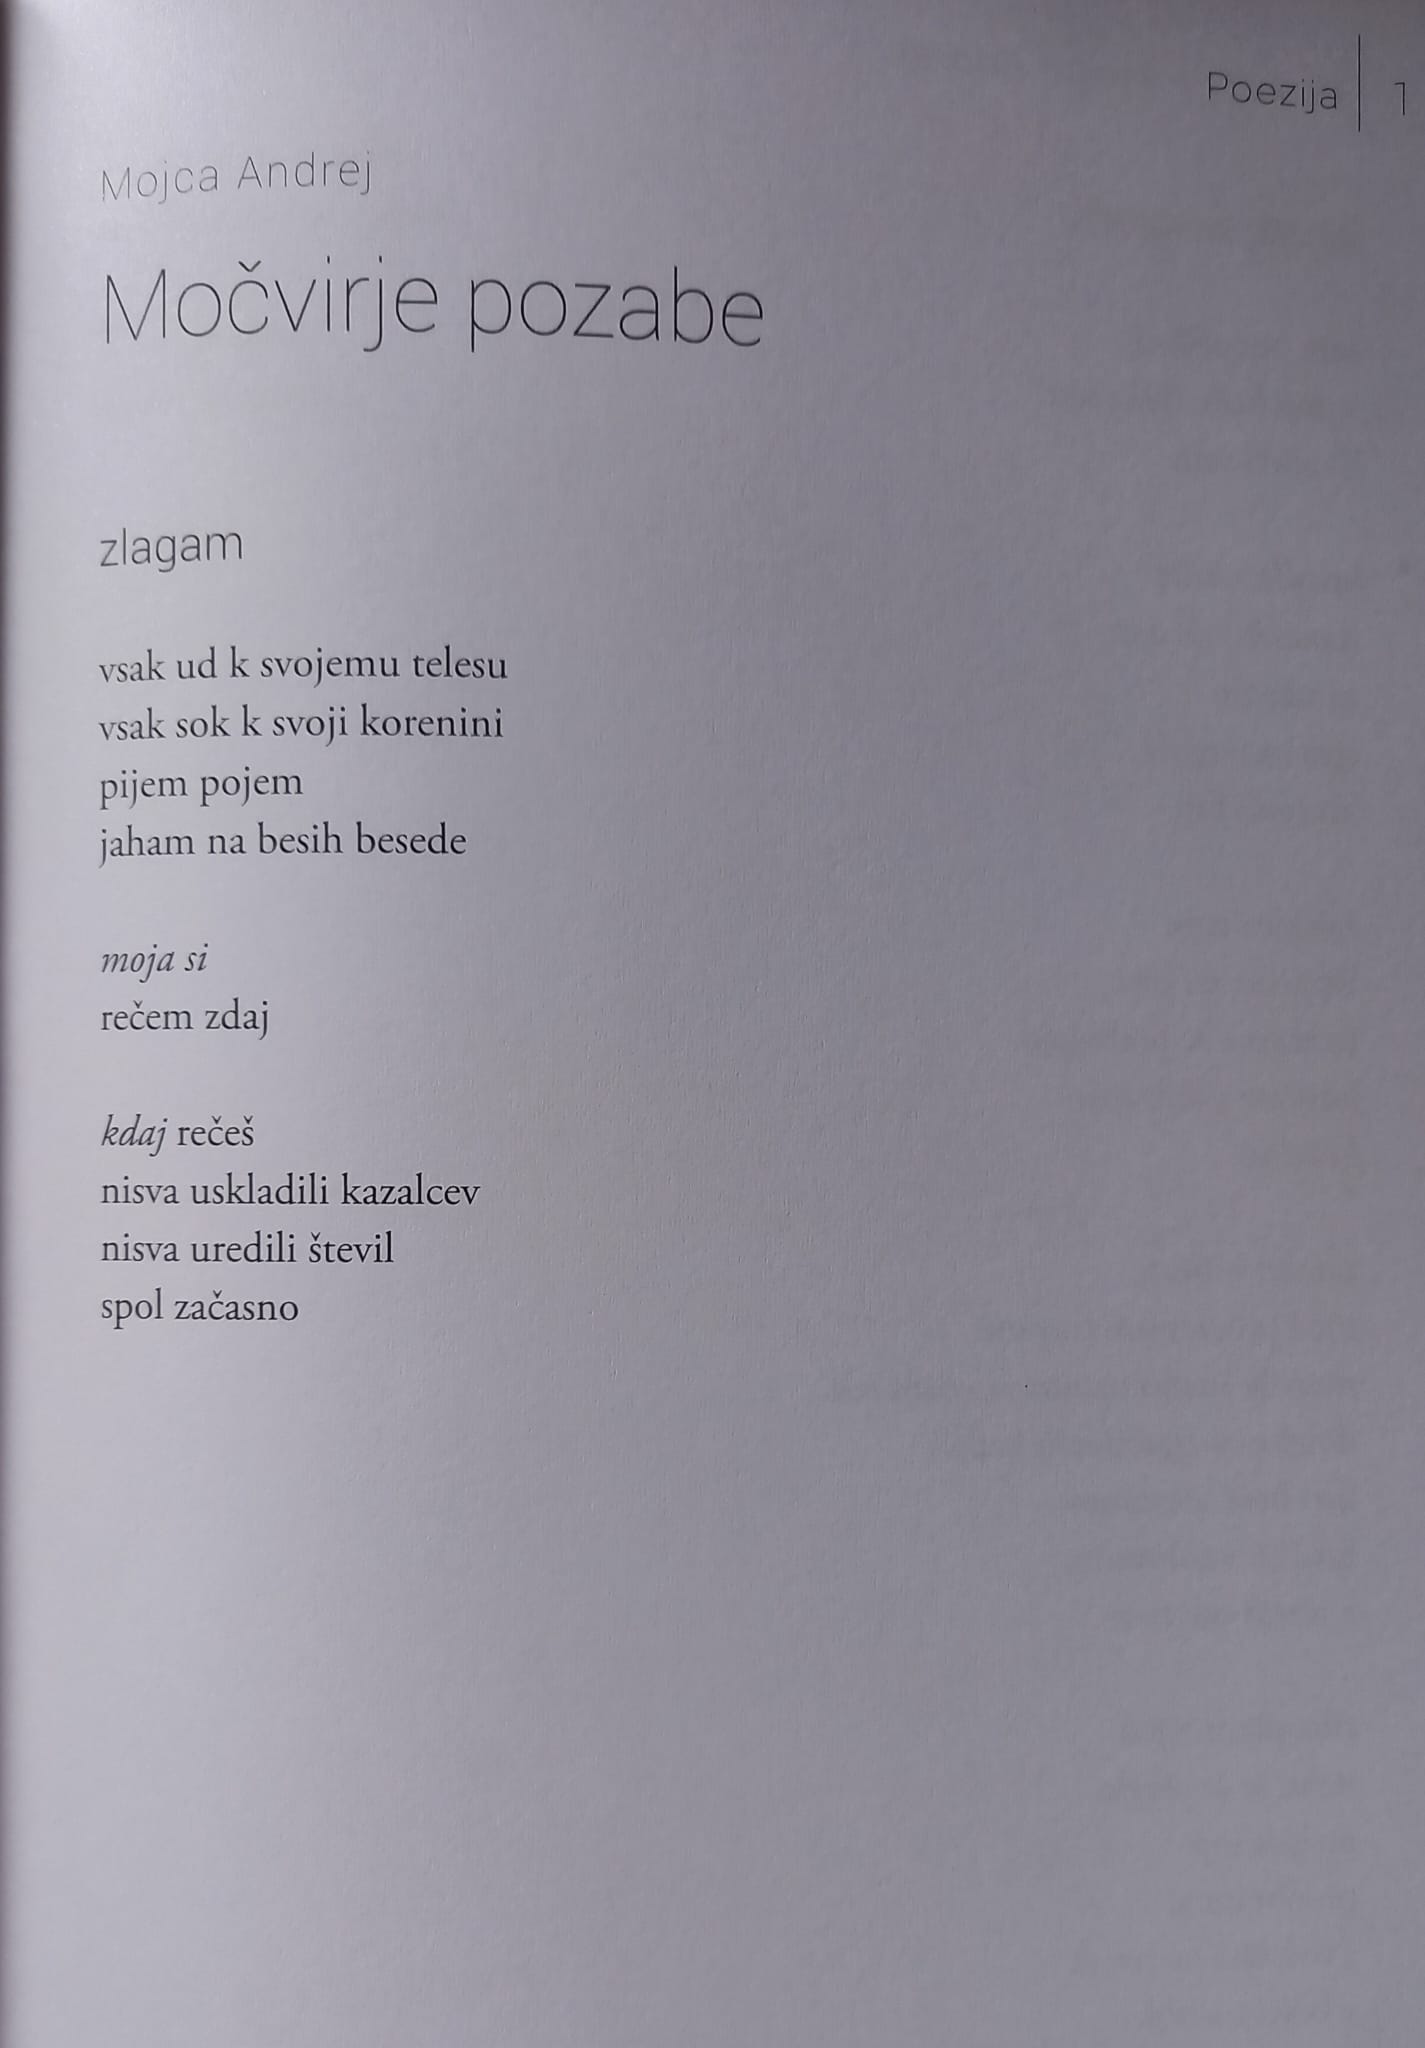 Poezija | 1
Mojca Andrej
Močvirje pozabe
zlagam
vsak ud k svojemu telesu
vsak sok k svoji korenini
pijem pojem
jaham na besih besede
moja si
rečem zdaj
kdaj rečeš
nisva uskladili kazalcev
nisva uredili števil
spol začasno